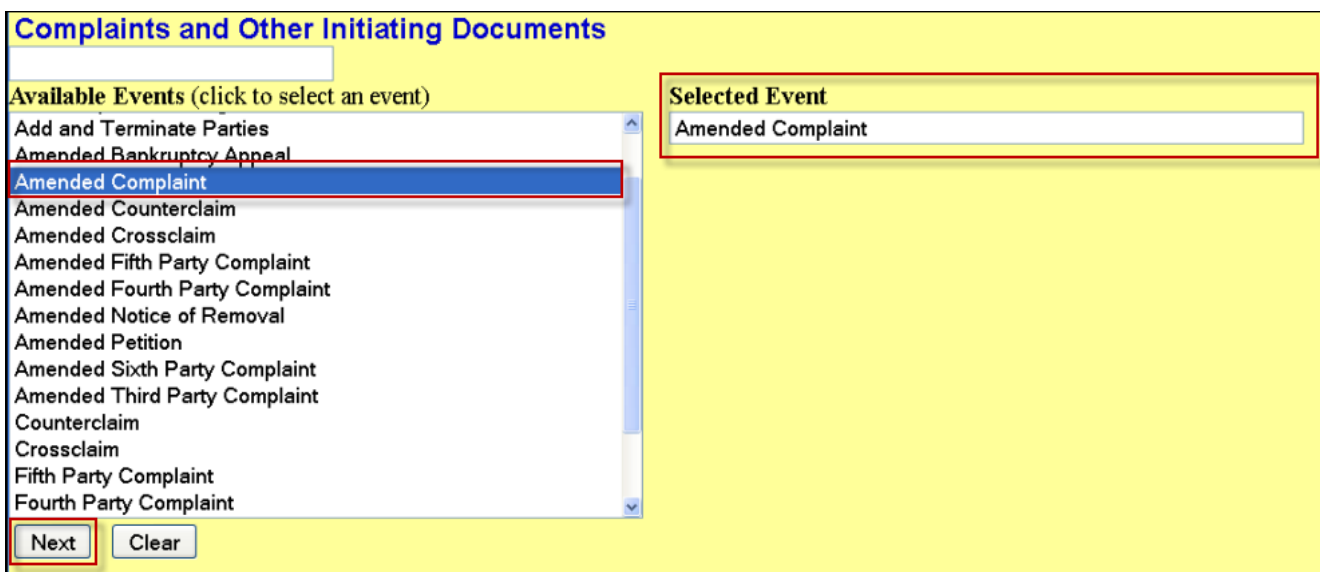 Complaints and Other Initiating Documents
Available Events (click to select an event)
Add and Terminate Parties
Amended Bankruptcy Appeal
Amended Complaint
Amended Counterclaim
Amended Crossclaim
Amended Fifth Party Complaint
Amended Fourth Party Complaint
Amended Notice of Removal
Amended Petition
Amended Sixth Party Complaint
Amended Third Party Complaint
Counterclaim
Crossclaim
Fifth Party Complaint
Fourth Party Complaint
Next
Clear
Selected Event
Amended Complaint